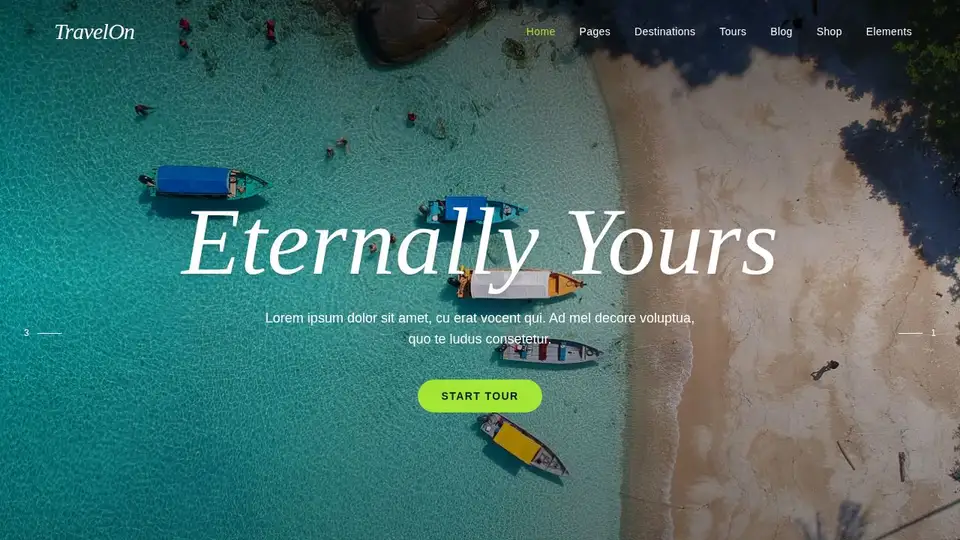 TravelOn
Home Pages Destinations Tours Blog Shop Elements
Eternally Yours
Lorem ipsum dolor sit amet, cu erat vocent qui. Ad mel decore voluptua,
3
1
quo te ludus consetetur.
START TOUR